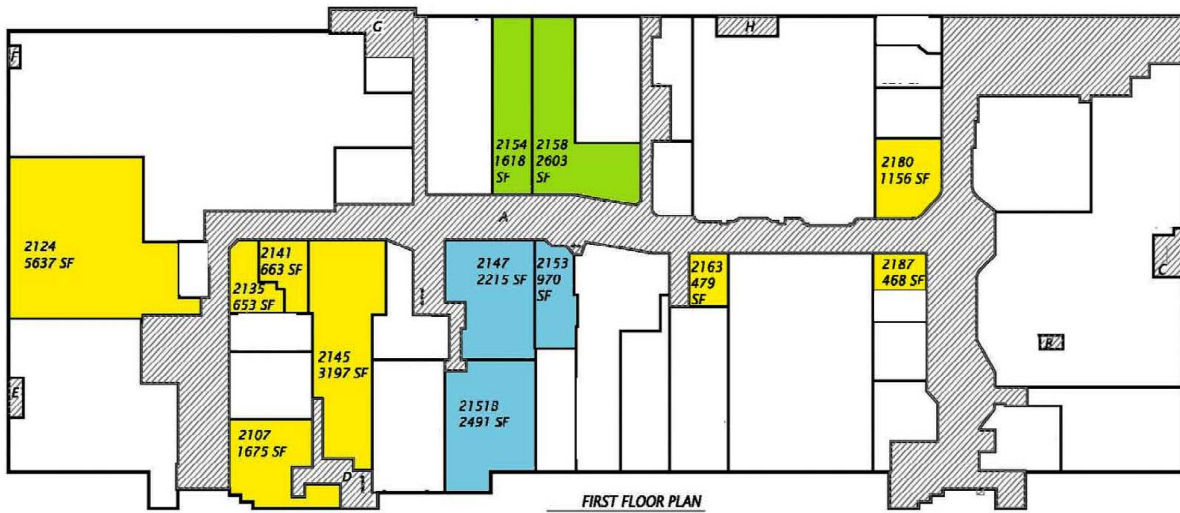 G
H
F
2154
1618
SF
2158
2603
SF
2180
1156 SF
A
2124
5637 SF
2141
663 SF
2135
653 SF
2147
2215 SF
2153
970
SF
2163
479
SF
2187
468 SF
C
B
2145
3197 SF
E
2151B
2491 SF
2107
1675 SF
D
FIRST FLOOR PLAN